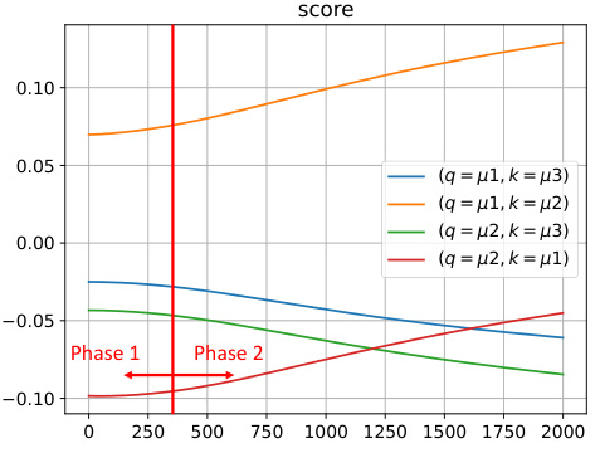 score
0.10
0.05
0.00
−0.05
−0.10
(q = μ1, k = μ3)
(q = μ1, k = μ2)
(q = μ2, k = μ3)
(q = μ2, k = μ1)
Phase 1 Phase 2
0 250 500 750 1000 1250 1500 1750 2000